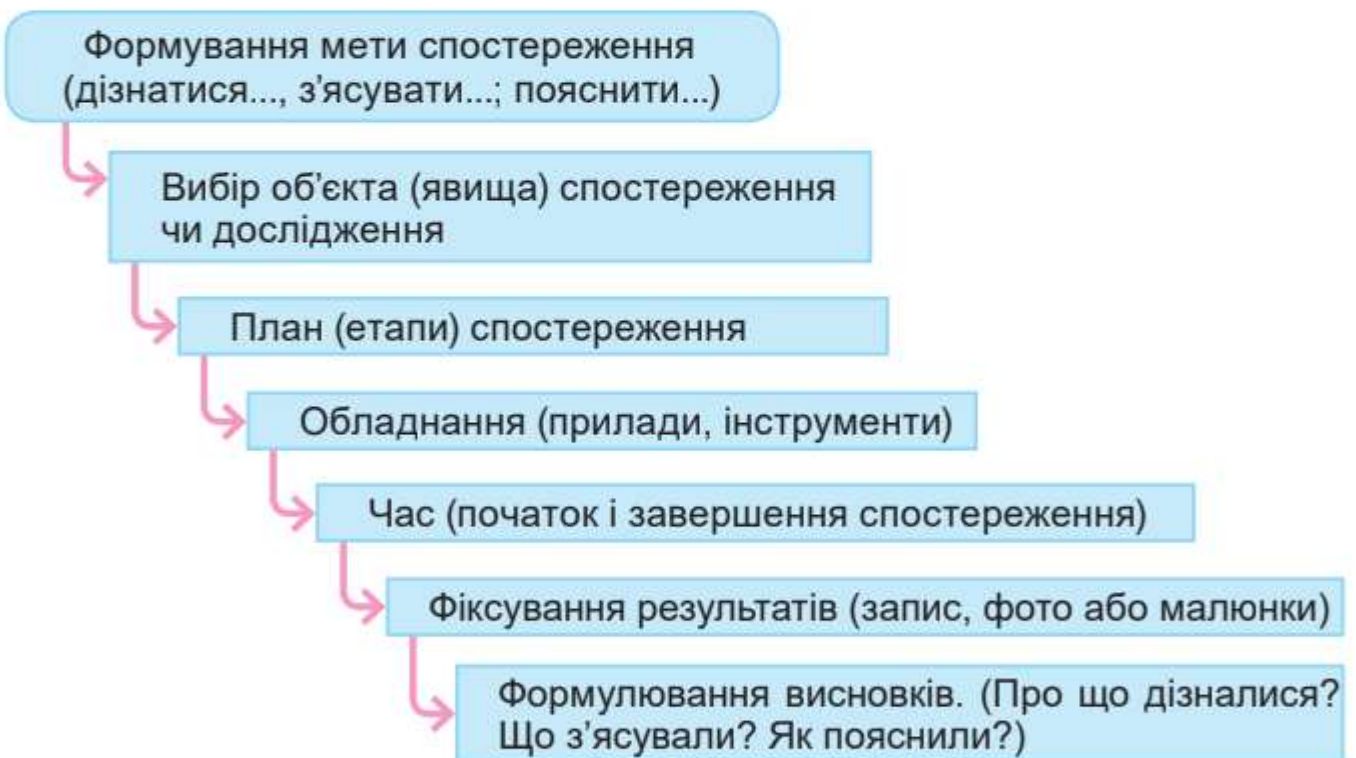 Формування мети спостереження
(дізнатися..., з'ясувати...; пояснити...)
Вибір об'єкта (явища) спостереження
чи дослідження
План (етапи) спостереження
Обладнання (прилади, інструменти)
Час (початок і завершення спостереження)
Фіксування результатів (запис, фото або малюнки)
Формулювання висновків. (Про що дізналися?
Що з'ясували? Як пояснили?)